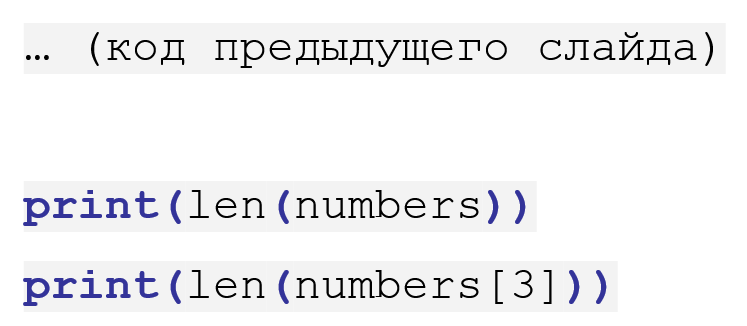 … (код предыдущего слайда)
print(len(numbers))
print(len(numbers[3]))